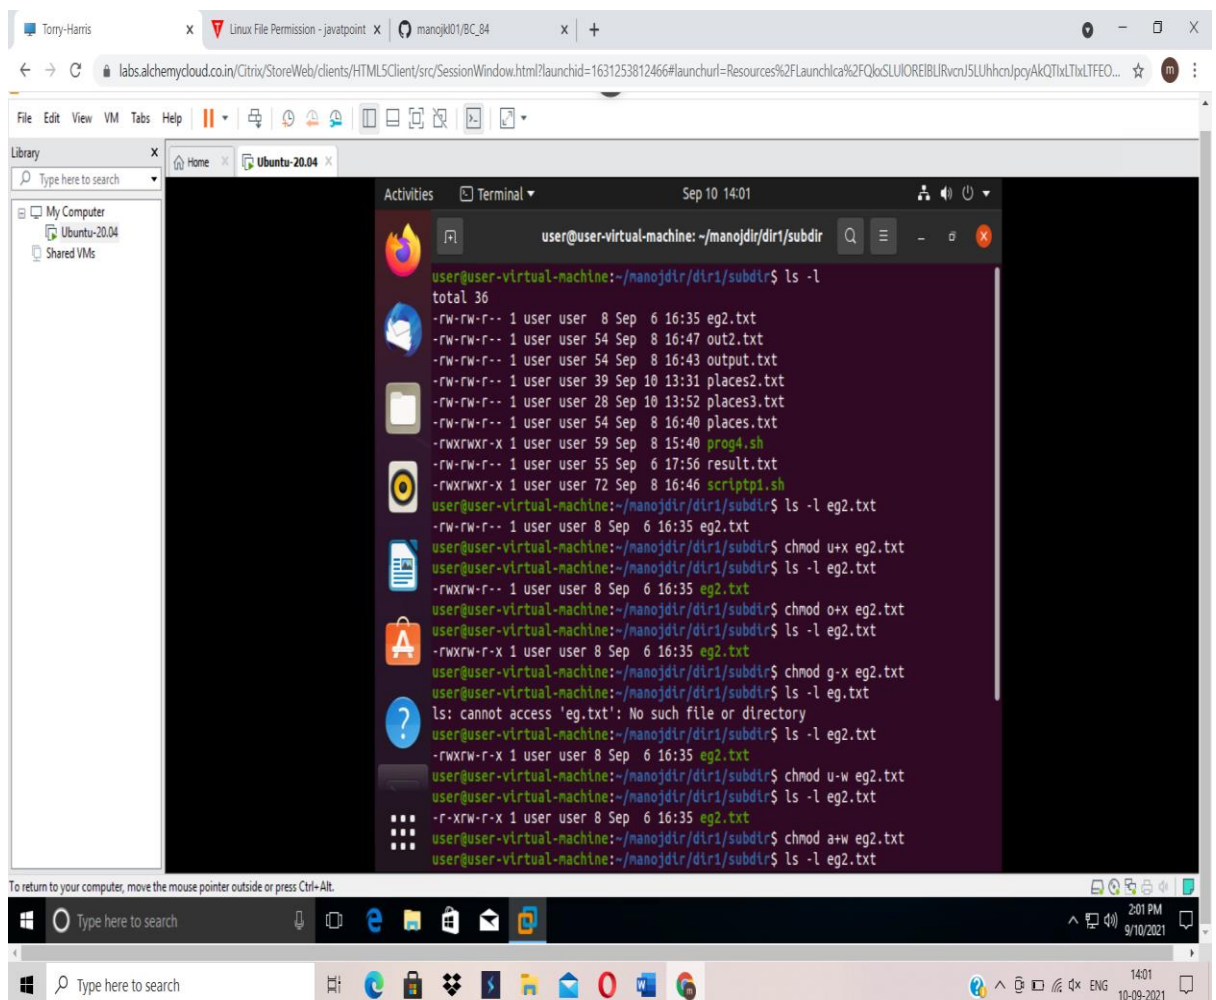 Torry-Harris
Linux File Permission - javatpoint
manojkl01/BC_84
labs.alchemycloud.co.in/Citrix/StoreWeb/clients/HTML5Client/src/SessionWindow.html?launchid=1631253812466#launchurl=Resources%2FLaunchIca%2F
m
File Edit View VM Tabs Help
Library
Home
Ubuntu-20.04
Type here to search
My Computer
Ubuntu-20.04
Shared VMs
Activities Terminal Sep 10 14:01
user@user-virtual-machine: ~/manojdir/dir1/subdir
user@user-virtual-machine:~/manojdir/dir1/subdir$ ls -l
total 36
-rw-rw-r-- 1 user user  8 Sep  6 16:35 eg2.txt
-rw-rw-r-- 1 user user 54 Sep  8 16:47 out2.txt
-rw-rw-r-- 1 user user 54 Sep  8 16:43 output.txt
-rw-rw-r-- 1 user user 39 Sep 10 13:31 places2.txt
-rw-rw-r-- 1 user user 28 Sep 10 13:52 places3.txt
-rw-rw-r-- 1 user user 54 Sep  8 16:40 places.txt
-rwxrwxr-x 1 user user 59 Sep  8 15:40 prog4.sh
-rw-rw-r-- 1 user user 55 Sep  6 17:56 result.txt
-rwxrwxr-x 1 user user 72 Sep  8 16:46 scriptp1.sh
user@user-virtual-machine:~/manojdir/dir1/subdir$ ls -l eg2.txt
-rw-rw-r-- 1 user user 8 Sep  6 16:35 eg2.txt
user@user-virtual-machine:~/manojdir/dir1/subdir$ chmod u+x eg2.txt
user@user-virtual-machine:~/manojdir/dir1/subdir$ ls -l eg2.txt
-rwxrw-r-- 1 user user 8 Sep  6 16:35 eg2.txt
user@user-virtual-machine:~/manojdir/dir1/subdir$ chmod o+x eg2.txt
user@user-virtual-machine:~/manojdir/dir1/subdir$ ls -l eg2.txt
-rwxrw-r-x 1 user user 8 Sep  6 16:35 eg2.txt
user@user-virtual-machine:~/manojdir/dir1/subdir$ chmod g-x eg2.txt
user@user-virtual-machine:~/manojdir/dir1/subdir$ ls -l eg.txt
ls: cannot access 'eg.txt': No such file or directory
user@user-virtual-machine:~/manojdir/dir1/subdir$ ls -l eg2.txt
-rwxrw-r-x 1 user user 8 Sep  6 16:35 eg2.txt
user@user-virtual-machine:~/manojdir/dir1/subdir$ chmod u-w eg2.txt
user@user-virtual-machine:~/manojdir/dir1/subdir$ ls -l eg2.txt
-r-xrw-r-x 1 user user 8 Sep  6 16:35 eg2.txt
user@user-virtual-machine:~/manojdir/dir1/subdir$ chmod a+w eg2.txt
user@user-virtual-machine:~/manojdir/dir1/subdir$ ls -l eg2.txt
To return to your computer, move the mouse pointer outside or press Ctrl+Alt.
Type here to search
2:01 PM
9/10/2021
Type here to search
ENG
14:01
10-09-2021